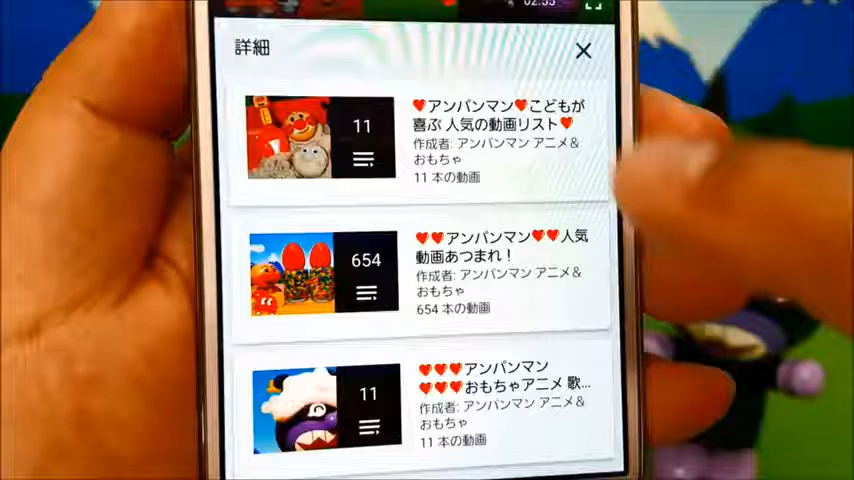 02:55
詳細
11
♥アンパンマン♥こどもが
喜ぶ 人気の動画リスト♥
作成者: アンパンマン アニメ＆
おもちゃ
11 本の動画
654
♥♥アンパンマン♥♥人気
動画あつまれ！
作成者: アンパンマン アニメ＆
おもちゃ
654 本の動画
11
♥♥♥アンパンマン
♥♥♥おもちゃアニメ 歌...
作成者: アンパンマン アニメ＆
おもちゃ
11 本の動画